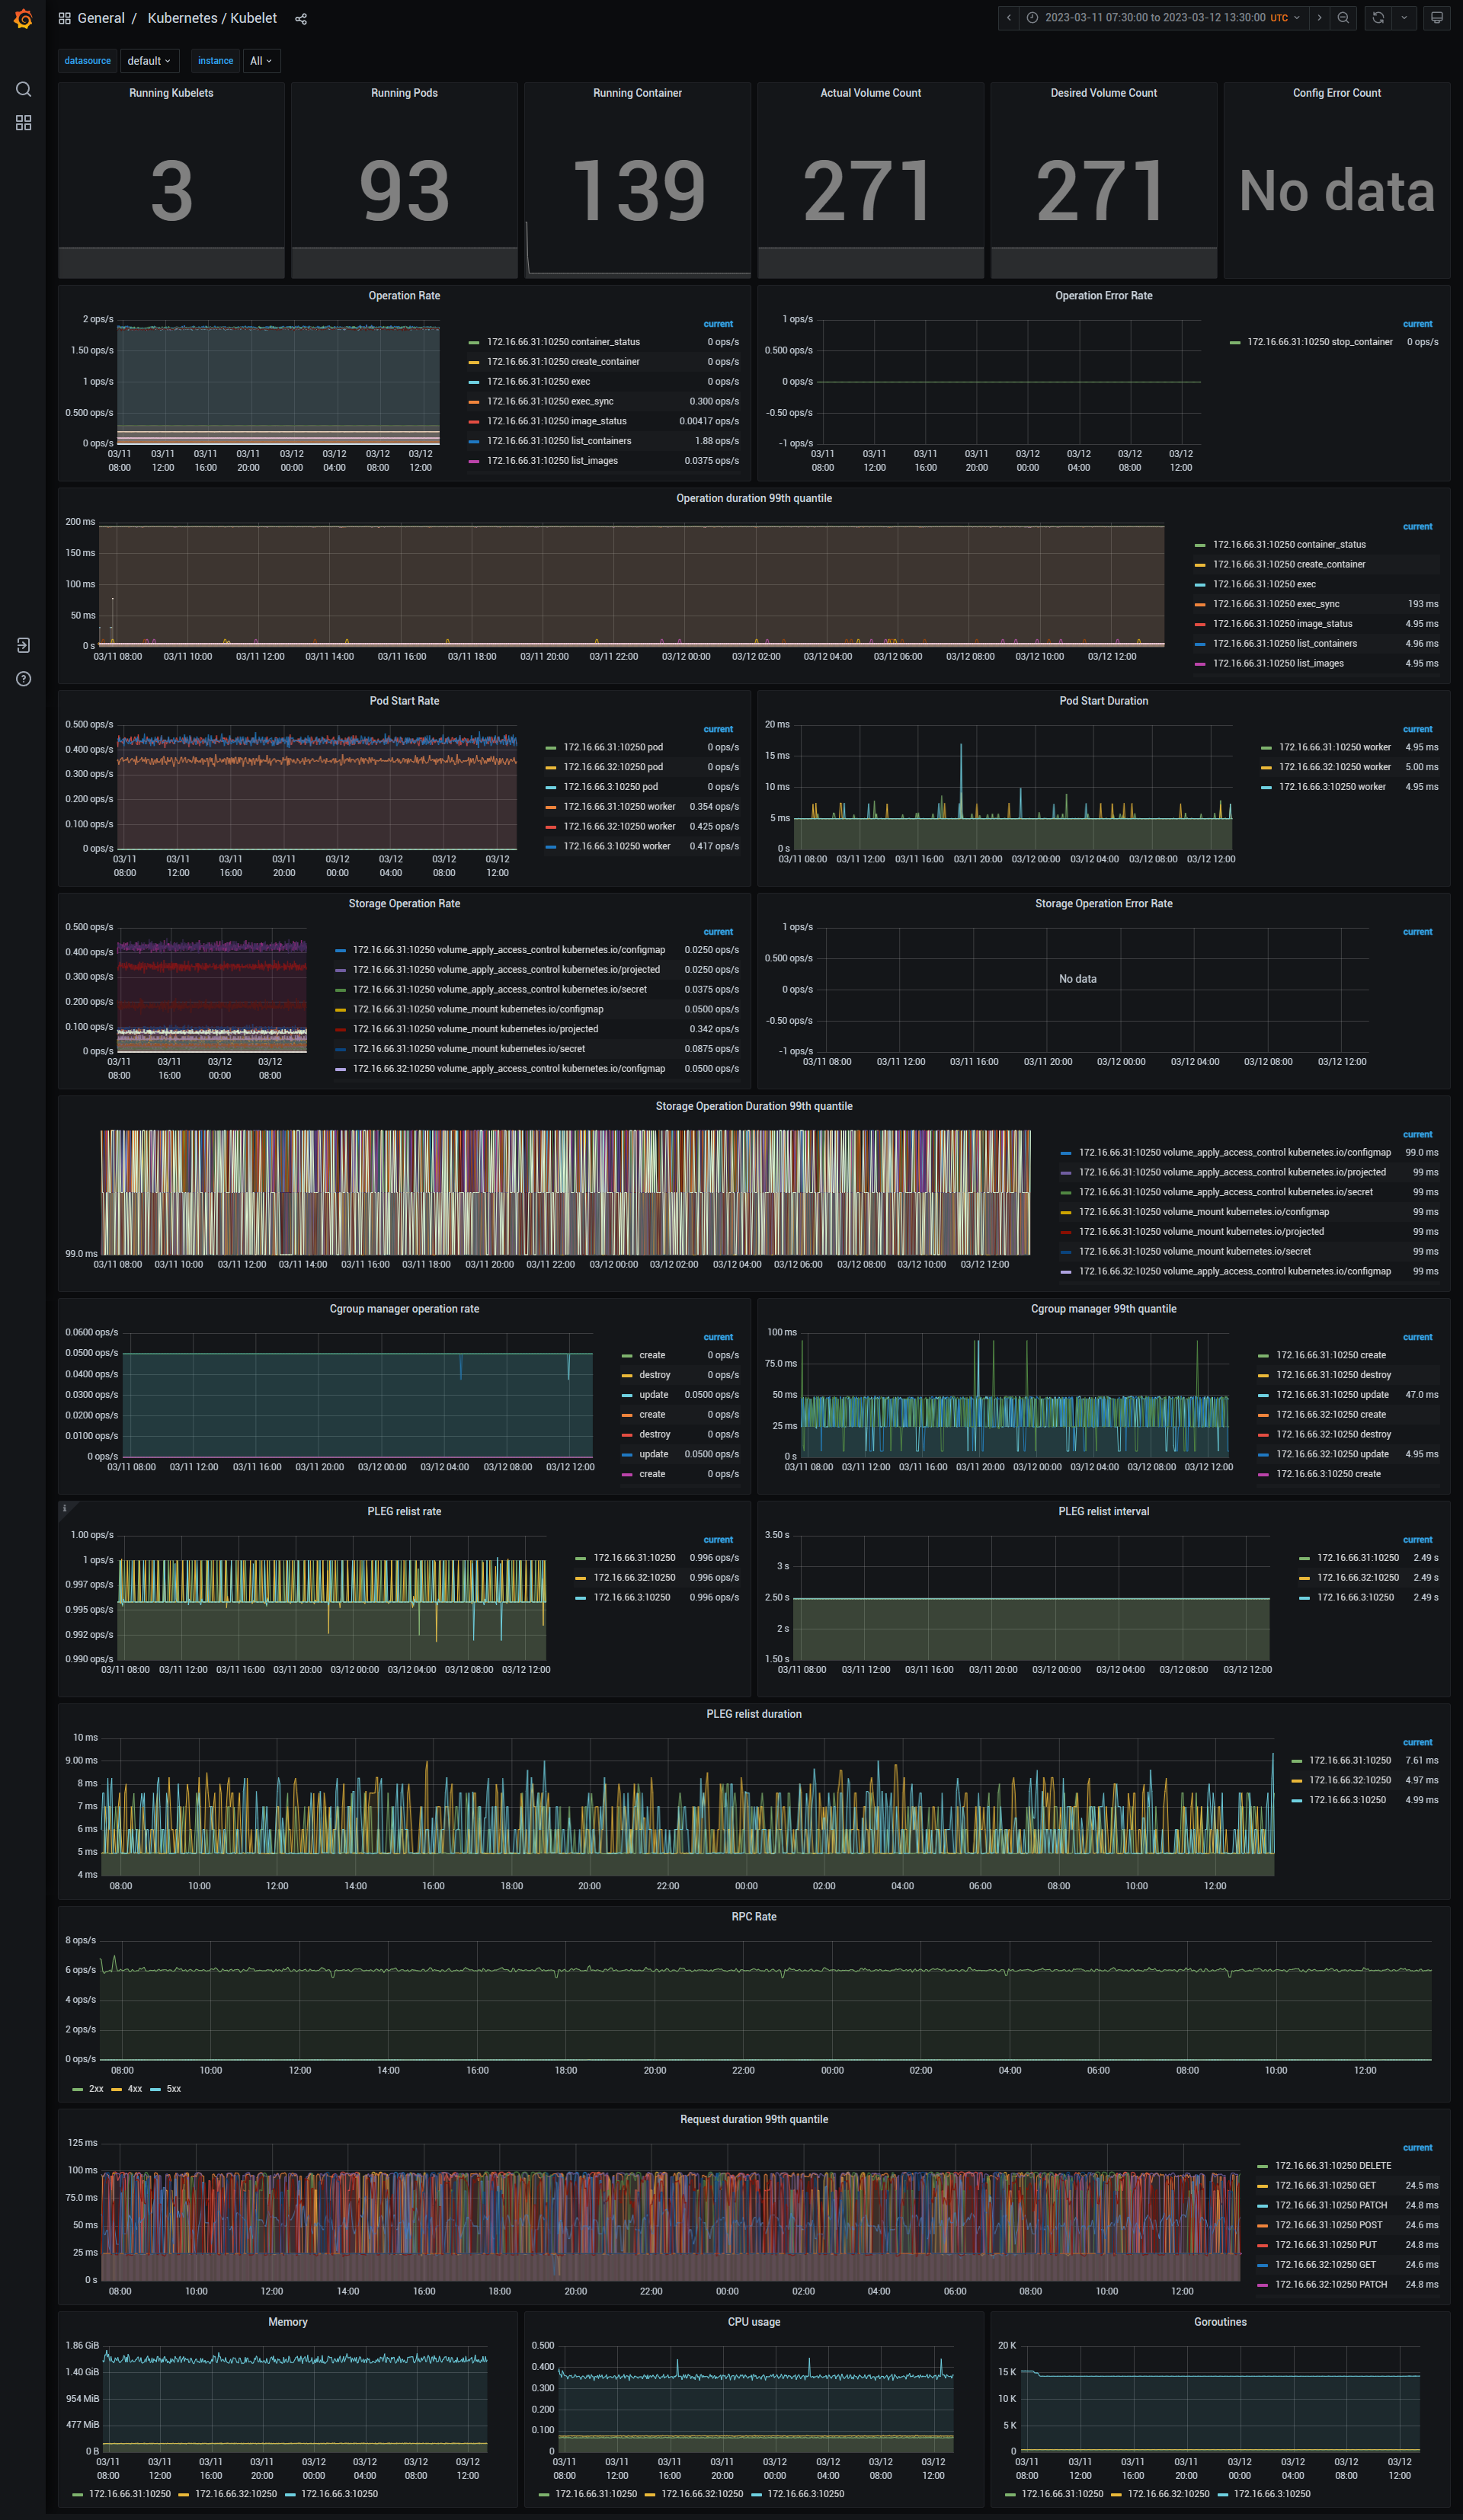 General / Kubernetes / Kubelet
2023-03-11 07:30:00 to 2023-03-12 13:30:00 UTC
datasource default instance All
Running Kubelets
3
Running Pods
93
Running Container
139
Actual Volume Count
271
Desired Volume Count
271
Config Error Count
No data
Operation Rate
2 ops/s
1.50 ops/s
1 ops/s
0.500 ops/s
0 ops/s
03/11 03/11 03/11 03/11 03/12 03/12 03/12 03/12
08:00 12:00 16:00 20:00 00:00 04:00 08:00 12:00
current
172.16.66.31:10250 container_status 0 ops/s
172.16.66.31:10250 create_container 0 ops/s
172.16.66.31:10250 exec 0 ops/s
172.16.66.31:10250 exec_sync 0.300 ops/s
172.16.66.31:10250 image_status 0.00417 ops/s
172.16.66.31:10250 list_containers 1.88 ops/s
172.16.66.31:10250 list_images 0.0375 ops/s
Operation Error Rate
1 ops/s
0.500 ops/s
0 ops/s
-0.50 ops/s
-1 ops/s
03/11 03/11 03/11 03/11 03/12 03/12 03/12 03/12
08:00 12:00 16:00 20:00 00:00 04:00 08:00 12:00
current
172.16.66.31:10250 stop_container 0 ops/s
Operation duration 99th quantile
200 ms
150 ms
100 ms
50 ms
0 s
03/11 08:00 03/11 10:00 03/11 12:00 03/11 14:00 03/11 16:00 03/11 18:00 03/11 20:00 03/11 22:00 03/12 00:00 03/12 02:00 03/12 04:00 03/12 06:00 03/12 08:00 03/12 10:00 03/12 12:00
current
172.16.66.31:10250 container_status
172.16.66.31:10250 create_container
172.16.66.31:10250 exec
172.16.66.31:10250 exec_sync 193 ms
172.16.66.31:10250 image_status 4.95 ms
172.16.66.31:10250 list_containers 4.96 ms
172.16.66.31:10250 list_images 4.95 ms
Pod Start Rate
0.500 ops/s
0.400 ops/s
0.300 ops/s
0.200 ops/s
0.100 ops/s
0 ops/s
03/11 03/11 03/11 03/11 03/12 03/12 03/12 03/12
08:00 12:00 16:00 20:00 00:00 04:00 08:00 12:00
current
172.16.66.31:10250 pod 0 ops/s
172.16.66.32:10250 pod 0 ops/s
172.16.66.3:10250 pod 0 ops/s
172.16.66.31:10250 worker 0.354 ops/s
172.16.66.32:10250 worker 0.425 ops/s
172.16.66.3:10250 worker 0.417 ops/s
Pod Start Duration
20 ms
15 ms
10 ms
5 ms
0 s
03/11 08:00 03/11 12:00 03/11 16:00 03/11 20:00 03/12 00:00 03/12 04:00 03/12 08:00 03/12 12:00
current
172.16.66.31:10250 worker 4.95 ms
172.16.66.32:10250 worker 5.00 ms
172.16.66.3:10250 worker 4.95 ms
Storage Operation Rate
0.500 ops/s
0.400 ops/s
0.300 ops/s
0.200 ops/s
0.100 ops/s
0 ops/s
03/11 03/11 03/12 03/12
08:00 16:00 00:00 08:00
current
172.16.66.31:10250 volume_apply_access_control kubernetes.io/configmap 0.0250 ops/s
172.16.66.31:10250 volume_apply_access_control kubernetes.io/projected 0.0250 ops/s
172.16.66.31:10250 volume_apply_access_control kubernetes.io/secret 0.0375 ops/s
172.16.66.31:10250 volume_mount kubernetes.io/configmap 0.0500 ops/s
172.16.66.31:10250 volume_mount kubernetes.io/projected 0.342 ops/s
172.16.66.31:10250 volume_mount kubernetes.io/secret 0.0875 ops/s
172.16.66.32:10250 volume_apply_access_control kubernetes.io/configmap 0.0500 ops/s
Storage Operation Error Rate
1 ops/s
0.500 ops/s
0 ops/s
-0.50 ops/s
-1 ops/s
No data
03/11 08:00 03/11 12:00 03/11 16:00 03/11 20:00 03/12 00:00 03/12 04:00 03/12 08:00 03/12 12:00
current
Storage Operation Duration 99th quantile
99.0 ms
03/11 08:00 03/11 10:00 03/11 12:00 03/11 14:00 03/11 16:00 03/11 18:00 03/11 20:00 03/11 22:00 03/12 00:00 03/12 02:00 03/12 04:00 03/12 06:00 03/12 08:00 03/12 10:00 03/12 12:00
current
172.16.66.31:10250 volume_apply_access_control kubernetes.io/configmap 99.0 ms
172.16.66.31:10250 volume_apply_access_control kubernetes.io/projected 99 ms
172.16.66.31:10250 volume_apply_access_control kubernetes.io/secret 99 ms
172.16.66.31:10250 volume_mount kubernetes.io/configmap 99 ms
172.16.66.31:10250 volume_mount kubernetes.io/projected 99 ms
172.16.66.31:10250 volume_mount kubernetes.io/secret 99 ms
172.16.66.32:10250 volume_apply_access_control kubernetes.io/configmap 99 ms
Cgroup manager operation rate
0.0600 ops/s
0.0500 ops/s
0.0400 ops/s
0.0300 ops/s
0.0200 ops/s
0.0100 ops/s
0 ops/s
03/11 08:00 03/11 12:00 03/11 16:00 03/11 20:00 03/12 00:00 03/12 04:00 03/12 08:00 03/12 12:00
current
create 0 ops/s
destroy 0 ops/s
update 0.0500 ops/s
create 0 ops/s
destroy 0 ops/s
update 0.0500 ops/s
create 0 ops/s
Cgroup manager 99th quantile
100 ms
75.0 ms
50 ms
25 ms
0 s
03/11 08:00 03/11 12:00 03/11 16:00 03/11 20:00 03/12 00:00 03/12 04:00 03/12 08:00 03/12 12:00
current
172.16.66.31:10250 create
172.16.66.31:10250 destroy
172.16.66.31:10250 update 47.0 ms
172.16.66.32:10250 create
172.16.66.32:10250 destroy
172.16.66.32:10250 update 4.95 ms
172.16.66.3:10250 create
PLEG relist rate
1.00 ops/s
1 ops/s
0.997 ops/s
0.995 ops/s
0.992 ops/s
0.990 ops/s
03/11 08:00 03/11 12:00 03/11 16:00 03/11 20:00 03/12 00:00 03/12 04:00 03/12 08:00 03/12 12:00
current
172.16.66.31:10250 0.996 ops/s
172.16.66.32:10250 0.996 ops/s
172.16.66.3:10250 0.996 ops/s
PLEG relist interval
3.50 s
3 s
2.50 s
2 s
1.50 s
03/11 08:00 03/11 12:00 03/11 16:00 03/11 20:00 03/12 00:00 03/12 04:00 03/12 08:00 03/12 12:00
current
172.16.66.31:10250 2.49 s
172.16.66.32:10250 2.49 s
172.16.66.3:10250 2.49 s
PLEG relist duration
10 ms
9.00 ms
8 ms
7 ms
6 ms
5 ms
4 ms
08:00 10:00 12:00 14:00 16:00 18:00 20:00 22:00 00:00 02:00 04:00 06:00 08:00 10:00 12:00
current
172.16.66.31:10250 7.61 ms
172.16.66.32:10250 4.97 ms
172.16.66.3:10250 4.99 ms
RPC Rate
8 ops/s
6 ops/s
4 ops/s
2 ops/s
0 ops/s
08:00 10:00 12:00 14:00 16:00 18:00 20:00 22:00 00:00 02:00 04:00 06:00 08:00 10:00 12:00
2xx 4xx 5xx
Request duration 99th quantile
125 ms
100 ms
75.0 ms
50 ms
25 ms
0 s
08:00 10:00 12:00 14:00 16:00 18:00 20:00 22:00 00:00 02:00 04:00 06:00 08:00 10:00 12:00
current
172.16.66.31:10250 DELETE
172.16.66.31:10250 GET 24.5 ms
172.16.66.31:10250 PATCH 24.8 ms
172.16.66.31:10250 POST 24.6 ms
172.16.66.31:10250 PUT 24.8 ms
172.16.66.32:10250 GET 24.6 ms
172.16.66.32:10250 PATCH 24.8 ms
Memory
1.86 GiB
1.40 GiB
954 MiB
477 MiB
0 B
03/11 03/11 03/11 03/11 03/12 03/12 03/12 03/12
08:00 12:00 16:00 20:00 00:00 04:00 08:00 12:00
172.16.66.31:10250 172.16.66.32:10250 172.16.66.3:10250
CPU usage
0.500
0.400
0.300
0.200
0.100
0
03/11 03/11 03/11 03/11 03/12 03/12 03/12 03/12
08:00 12:00 16:00 20:00 00:00 04:00 08:00 12:00
172.16.66.31:10250 172.16.66.32:10250 172.16.66.3:10250
Goroutines
20 K
15 K
10 K
5 K
0
03/11 03/11 03/11 03/11 03/12 03/12 03/12 03/12
08:00 12:00 16:00 20:00 00:00 04:00 08:00 12:00
172.16.66.31:10250 172.16.66.32:10250 172.16.66.3:10250